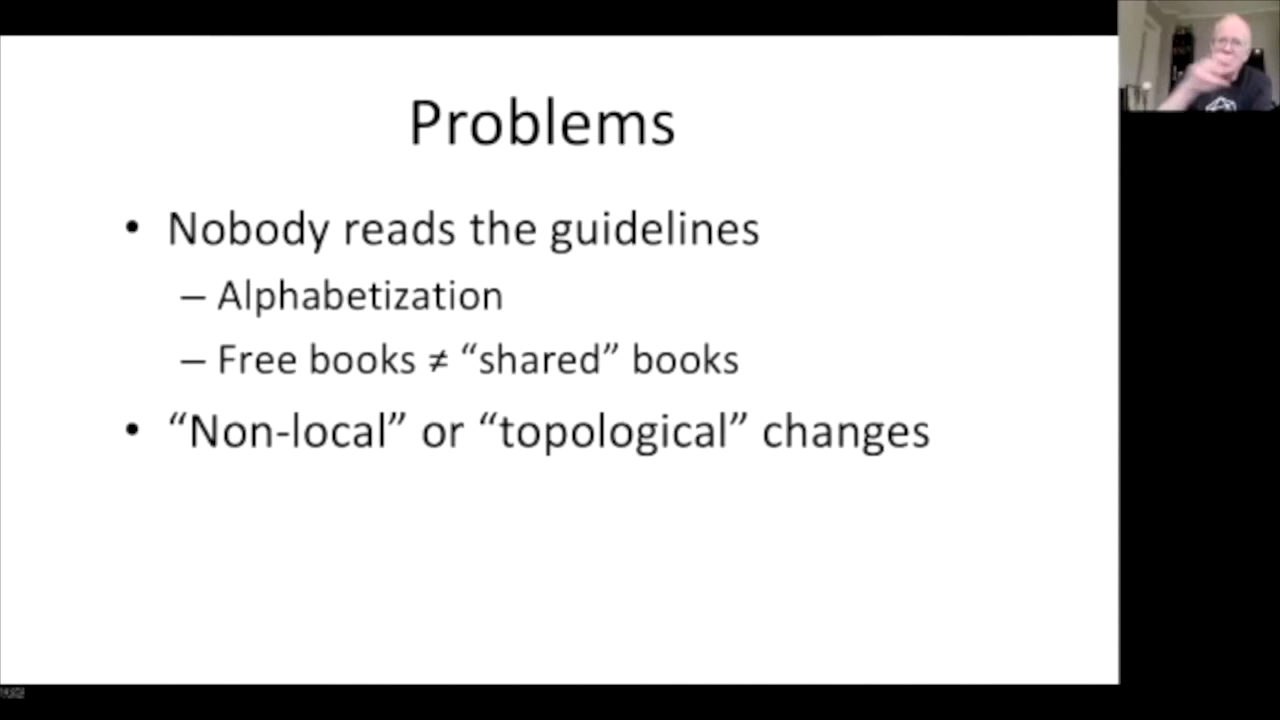 Problems
• Nobody reads the guidelines
– Alphabetization
– Free books ≠ “shared” books
• “Non-local” or “topological” changes